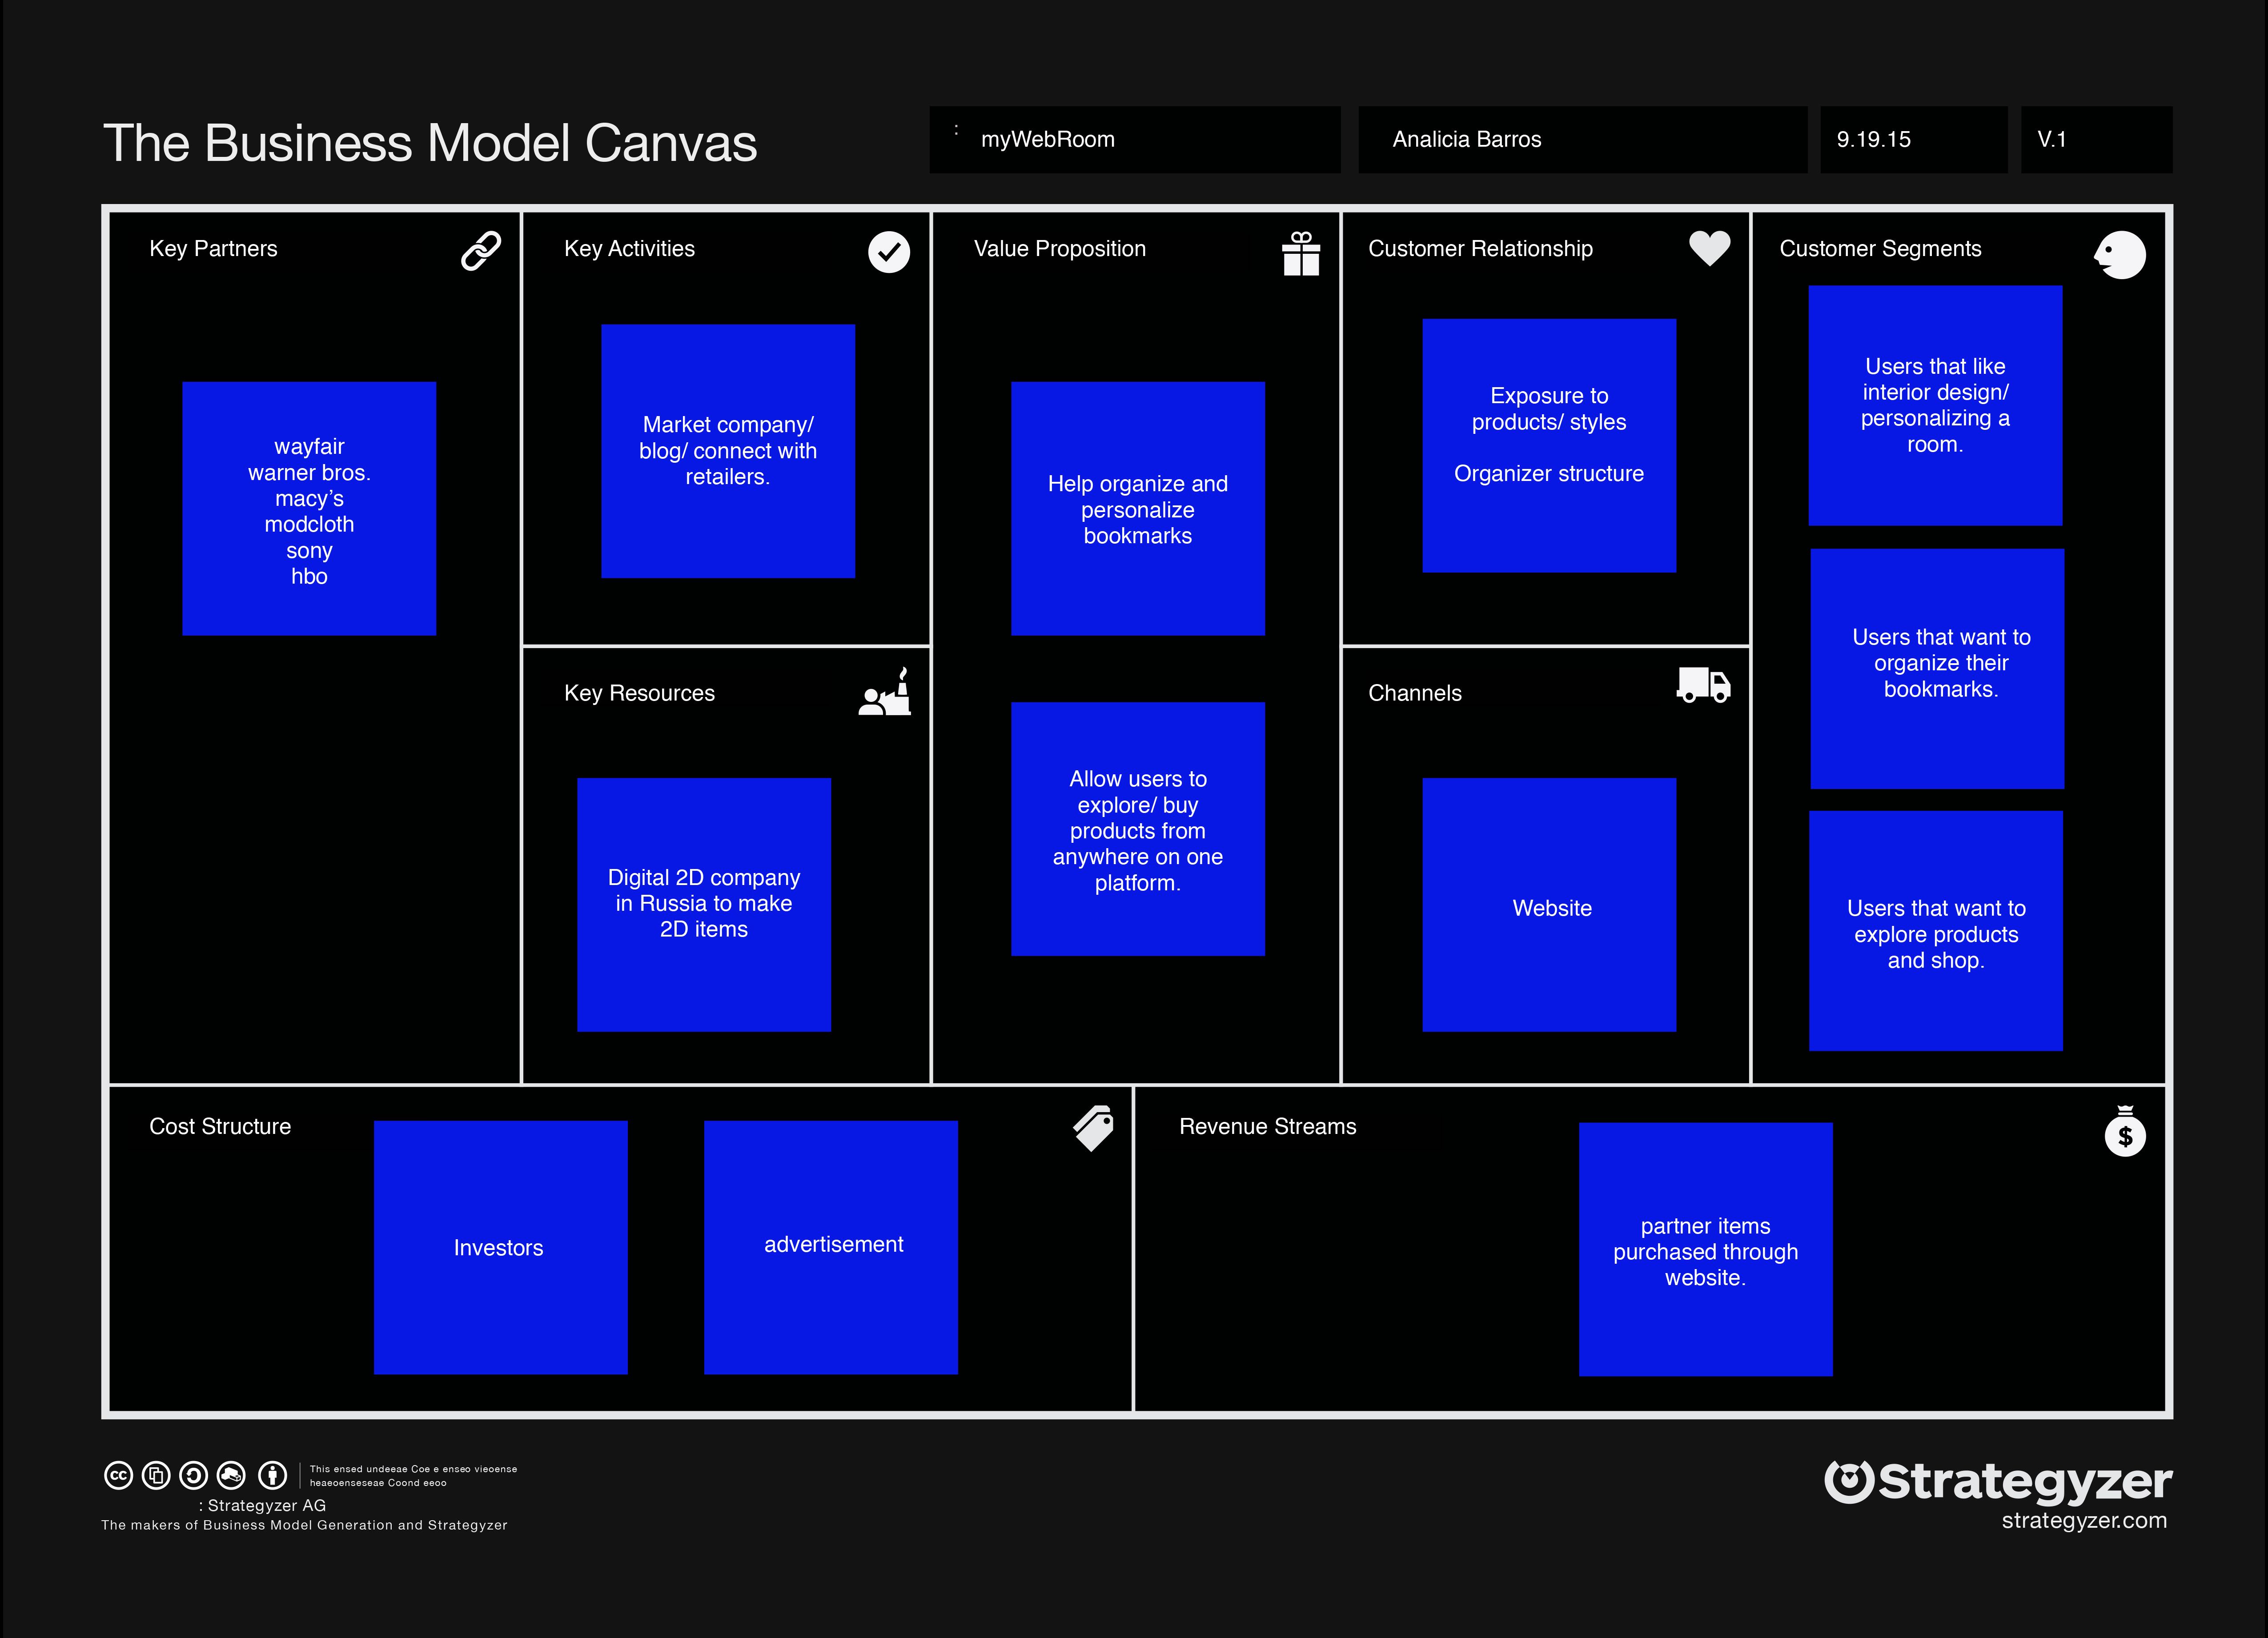 The Business Model Canvas
: myWebRoom
Analicia Barros
9.19.15
V.1
Key Partners
wayfair
warner bros.
macy's
modcloth
sony
hbo
Key Activities
Market company/
blog/ connect with
retailers.
Key Resources
Digital 2D company
in Russia to make
2D items
Value Proposition
Help organize and
personalize
bookmarks
Allow users to
explore/ buy
products from
anywhere on one
platform.
Customer Relationship
Exposure to
products/ styles
Organizer structure
Channels
Website
Customer Segments
Users that like
interior design/
personalizing a
room.
Users that want to
organize their
bookmarks.
Users that want to
explore products
and shop.
Cost Structure
Investors
advertisement
Revenue Streams
$
partner items
purchased through
website.
cc
This ensed undeeae Coe e enseo vieoense
heaeoenseseae Coond eeoo
: Strategyzer AG
The makers of Business Model Generation and Strategyzer
Strategyzer
strategyzer.com